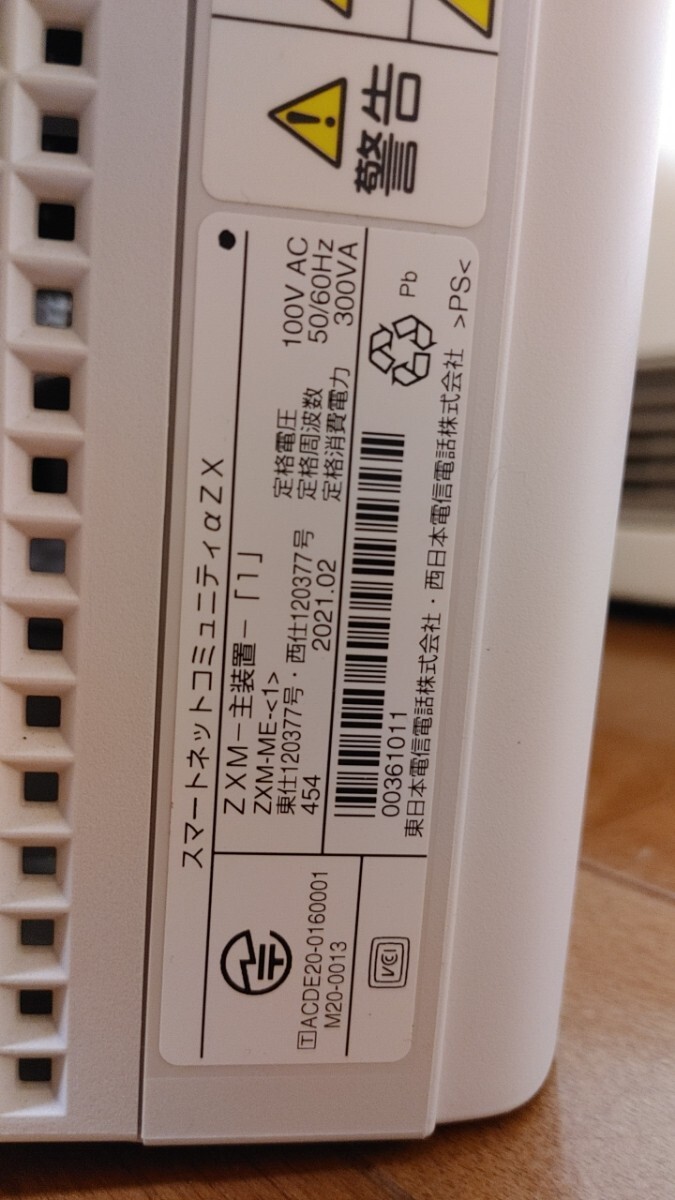 警告
スマートネットコミュニティαZX
ZXM－主装置－「1」
ZXM-ME-<1>
東仕120377号・西仕120377号
454 2021.02
定格電圧 100V AC
定格周波数 50/60Hz
定格消費電力 300VA
00361011
Pb
東日本電信電話株式会社・西日本電信電話株式会社 >PS<
T ACDE20-0160001
M20-0013
VCI